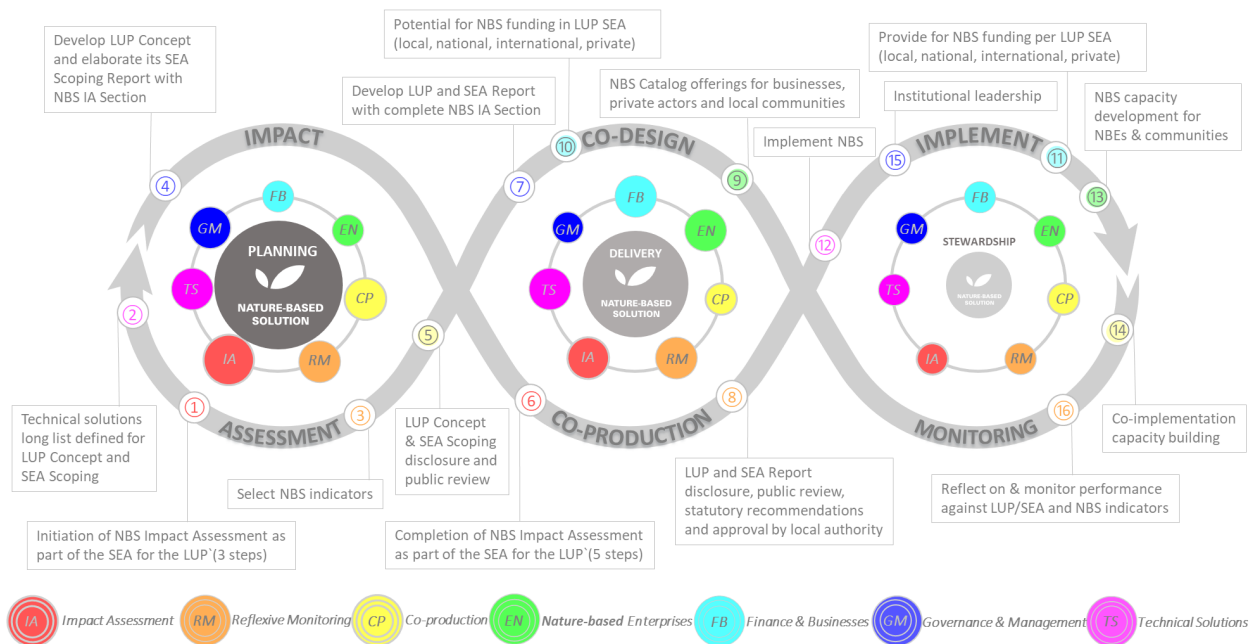 Develop LUP Concept
and elaborate its SEA
Scoping Report with
NBS IA Section
Potential for NBS funding in LUP SEA
(local, national, international, private)
Provide for NBS funding per LUP SEA
(local, national, international, private)
Develop LUP and SEA Report
with complete NBS IA Section
NBS Catalog offerings for businesses,
private actors and local communities
Institutional leadership
NBS capacity
development for
NBEs & communities
Implement NBS
IMPACT
CO-DESIGN
IMPLEMENT
4
7
10
9
15
11
13
12
2
1
3
5
6
8
14
16
FB
EN
CP
RM
IA
TS
GM
PLANNING
NATURE-BASED
SOLUTION
FB
EN
CP
RM
IA
TS
GM
DELIVERY
NATURE-BASED
SOLUTION
FB
EN
CP
RM
IA
TS
GM
STEWARDSHIP
NATURE-BASED
SOLUTION
ASSESSMENT
CO-PRODUCTION
MONITORING
Technical solutions
long list defined for
LUP Concept and
SEA Scoping
Select NBS indicators
LUP Concept
& SEA Scoping
disclosure and
public review
Initiation of NBS Impact Assessment as
part of the SEA for the LUP`(3 steps)
Completion of NBS Impact Assessment
as part of the SEA for the LUP`(5 steps)
LUP and SEA Report
disclosure, public review,
statutory recommendations
and approval by local authority
Co-implementation
capacity building
Reflect on & monitor performance
against LUP/SEA and NBS indicators
IA Impact Assessment
RM Reflexive Monitoring
CP Co-production
EN Nature-based Enterprises
FB Finance & Businesses
GM Governance & Management
TS Technical Solutions